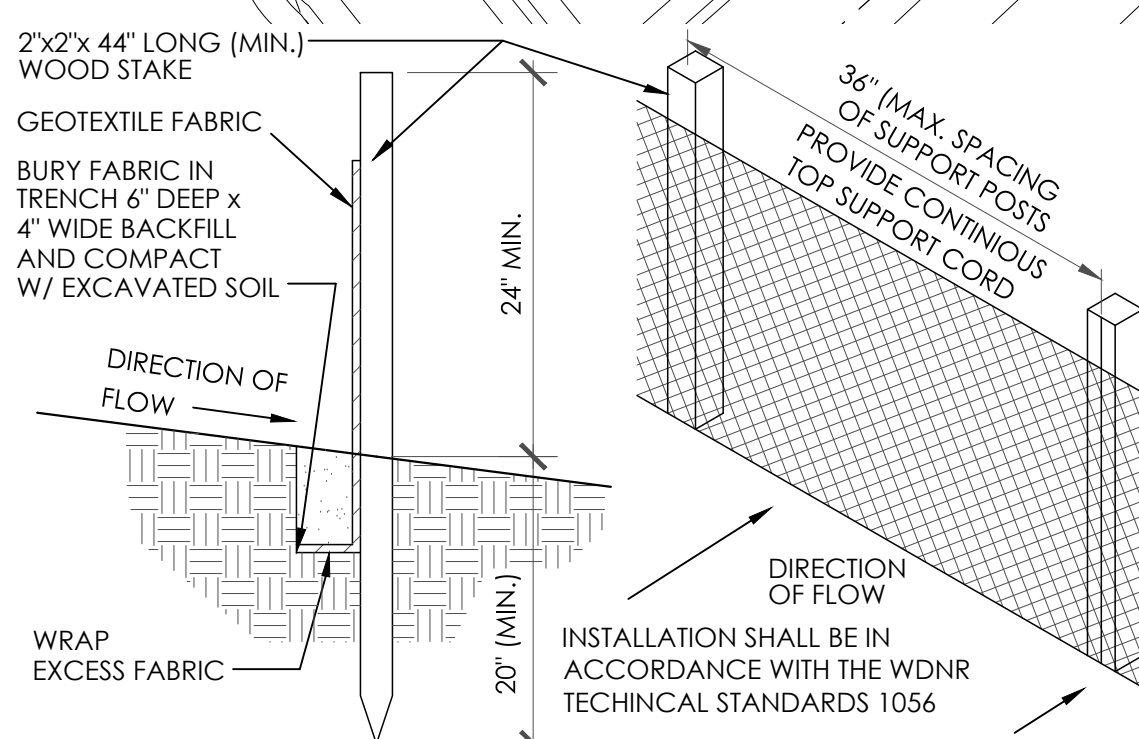 2"x2"x 44" LONG (MIN.)
WOOD STAKE
GEOTEXTILE FABRIC
BURY FABRIC IN
TRENCH 6" DEEP x
4" WIDE BACKFILL
AND COMPACT
W/ EXCAVATED SOIL
DIRECTION OF
FLOW
WRAP
EXCESS FABRIC
24" MIN.
20" (MIN.)
36" (MAX. SPACING
OF SUPPORT POSTS
PROVIDE CONTINIOUS
TOP SUPPORT CORD
DIRECTION
OF FLOW
INSTALLATION SHALL BE IN
ACCORDANCE WITH THE WDNR
TECHINCAL STANDARDS 1056